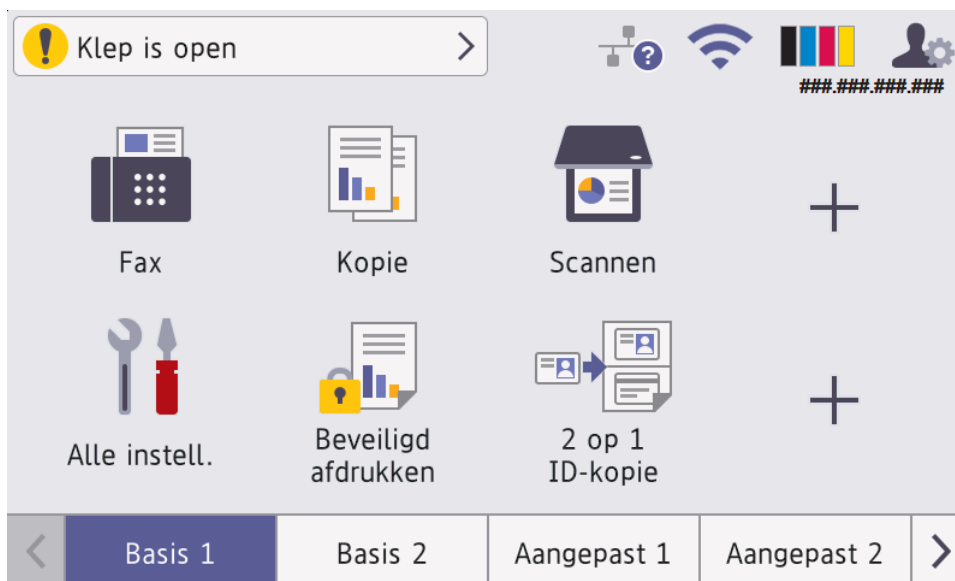 Klep is open
###.###.###.###
Fax
Kopie
Scannen
Alle instell.
Beveiligd
afdrukken
2 op 1
ID-kopie
Basis 1
Basis 2
Aangepast 1
Aangepast 2